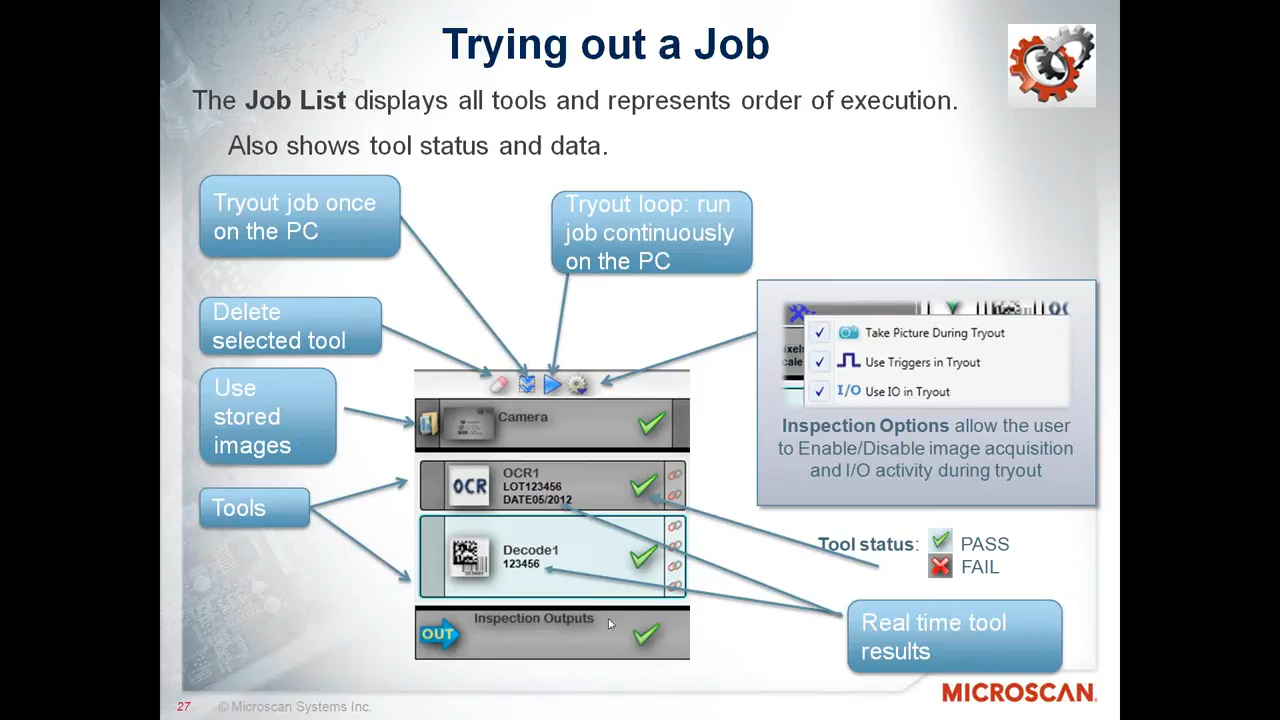 Trying out a Job
The Job List displays all tools and represents order of execution.
Also shows tool status and data.
Tryout job once
on the PC
Tryout loop: run
job continuously
on the PC
Delete
selected tool
Use
stored
images
Tools
Camera
OCR
OCR1
LOT123456
DATE05/2012
Decode1
123456
OUT
Inspection Outputs
Take Picture During Tryout
Use Triggers in Tryout
I/O Use IO in Tryout
Inspection Options allow the user
to Enable/Disable image acquisition
and I/O activity during tryout
Tool status: PASS
FAIL
Real time tool
results
MICROSCAN
27 © Microscan Systems Inc.